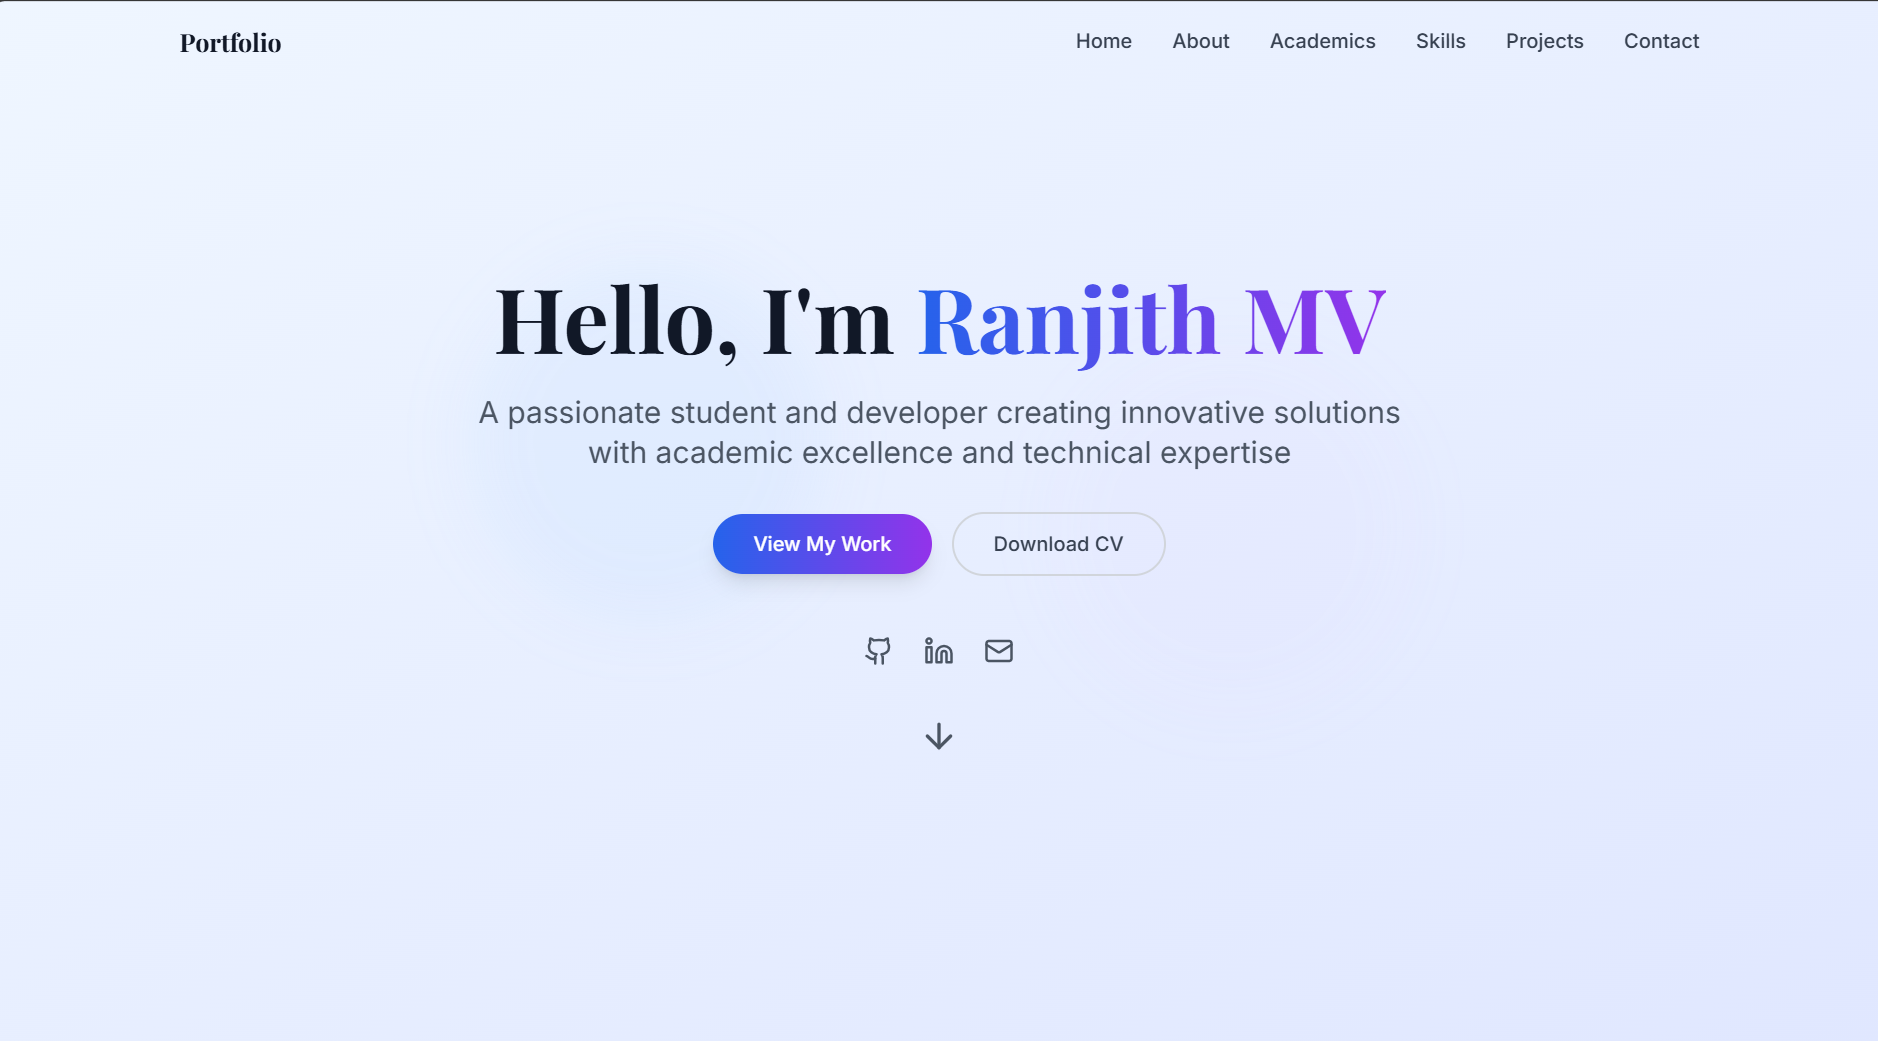 Portfolio
Home About Academics Skills Projects Contact
Hello, I'm Ranjith MV
A passionate student and developer creating innovative solutions
with academic excellence and technical expertise
View My Work
Download CV